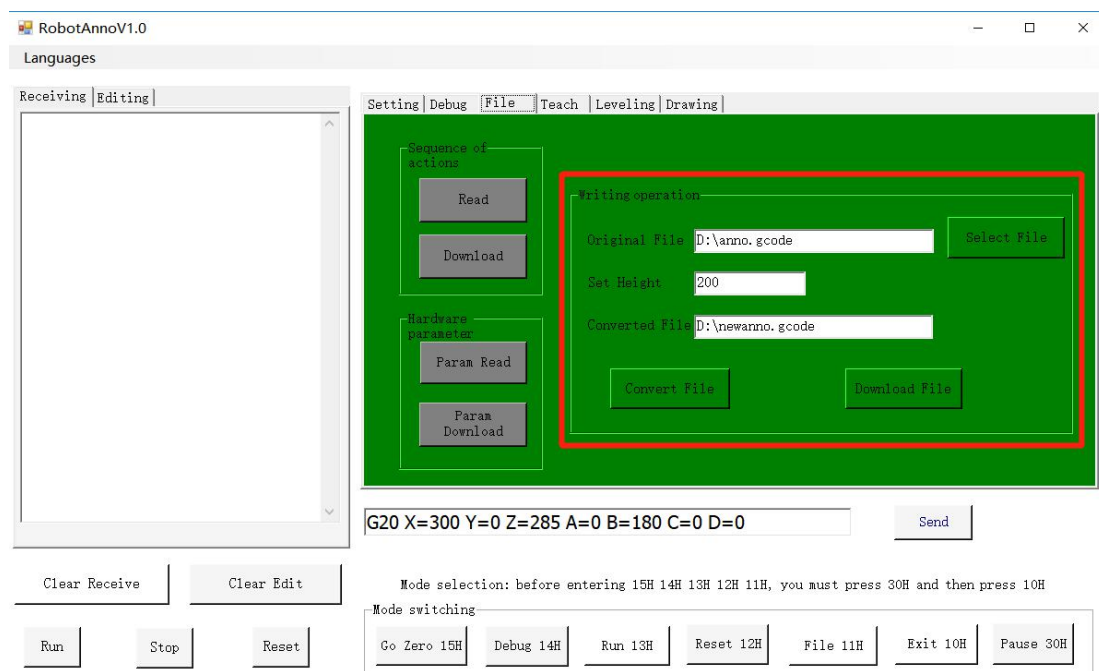 RobotAnnoV1.0
Languages
Receiving Editing
Setting Debug File Teach Leveling Drawing
Sequence of
actions
Read
Download
Hardware
parameter
Param Read
Param
Download
Writing operation
Original File D:\anno.gcode Select File
Set Height 200
Converted File D:\newanno.gcode
Convert File Download File
G20 X=300 Y=0 Z=285 A=0 B=180 C=0 D=0 Send
Clear Receive Clear Edit
Mode selection: before entering 15H 14H 13H 12H 11H, you must press 30H and then press 10H
Mode switching
Run Stop Reset
Go Zero 15H Debug 14H Run 13H Reset 12H File 11H Exit 10H Pause 30H